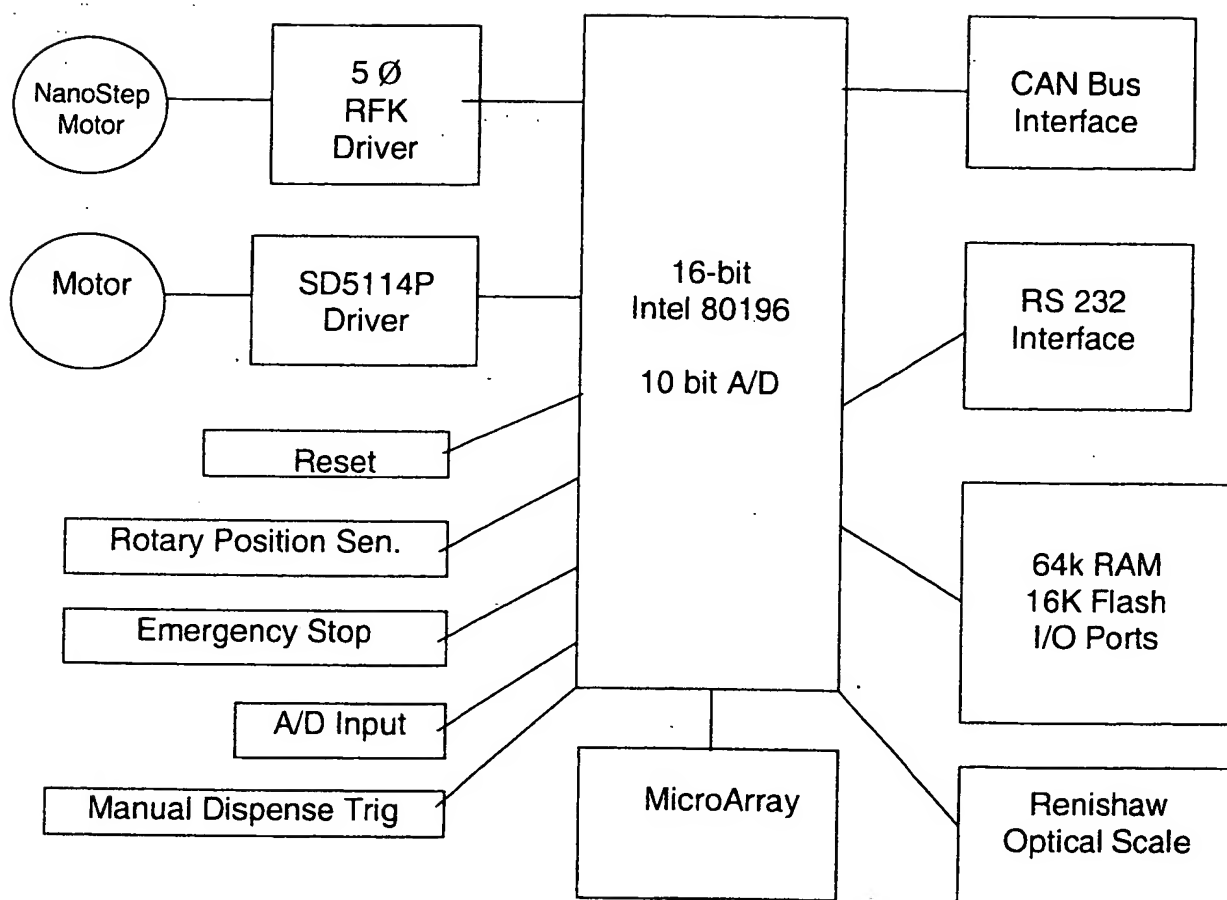 NanoStep
Motor
5 Ø
RFK
Driver
CAN Bus
Interface
Motor
SD5114P
Driver
16-bit
Intel 80196
10 bit A/D
RS 232
Interface
Reset
Rotary Position Sen.
Emergency Stop
A/D Input
Manual Dispense Trig
64k RAM
16K Flash
I/O Ports
MicroArray
Renishaw
Optical Scale